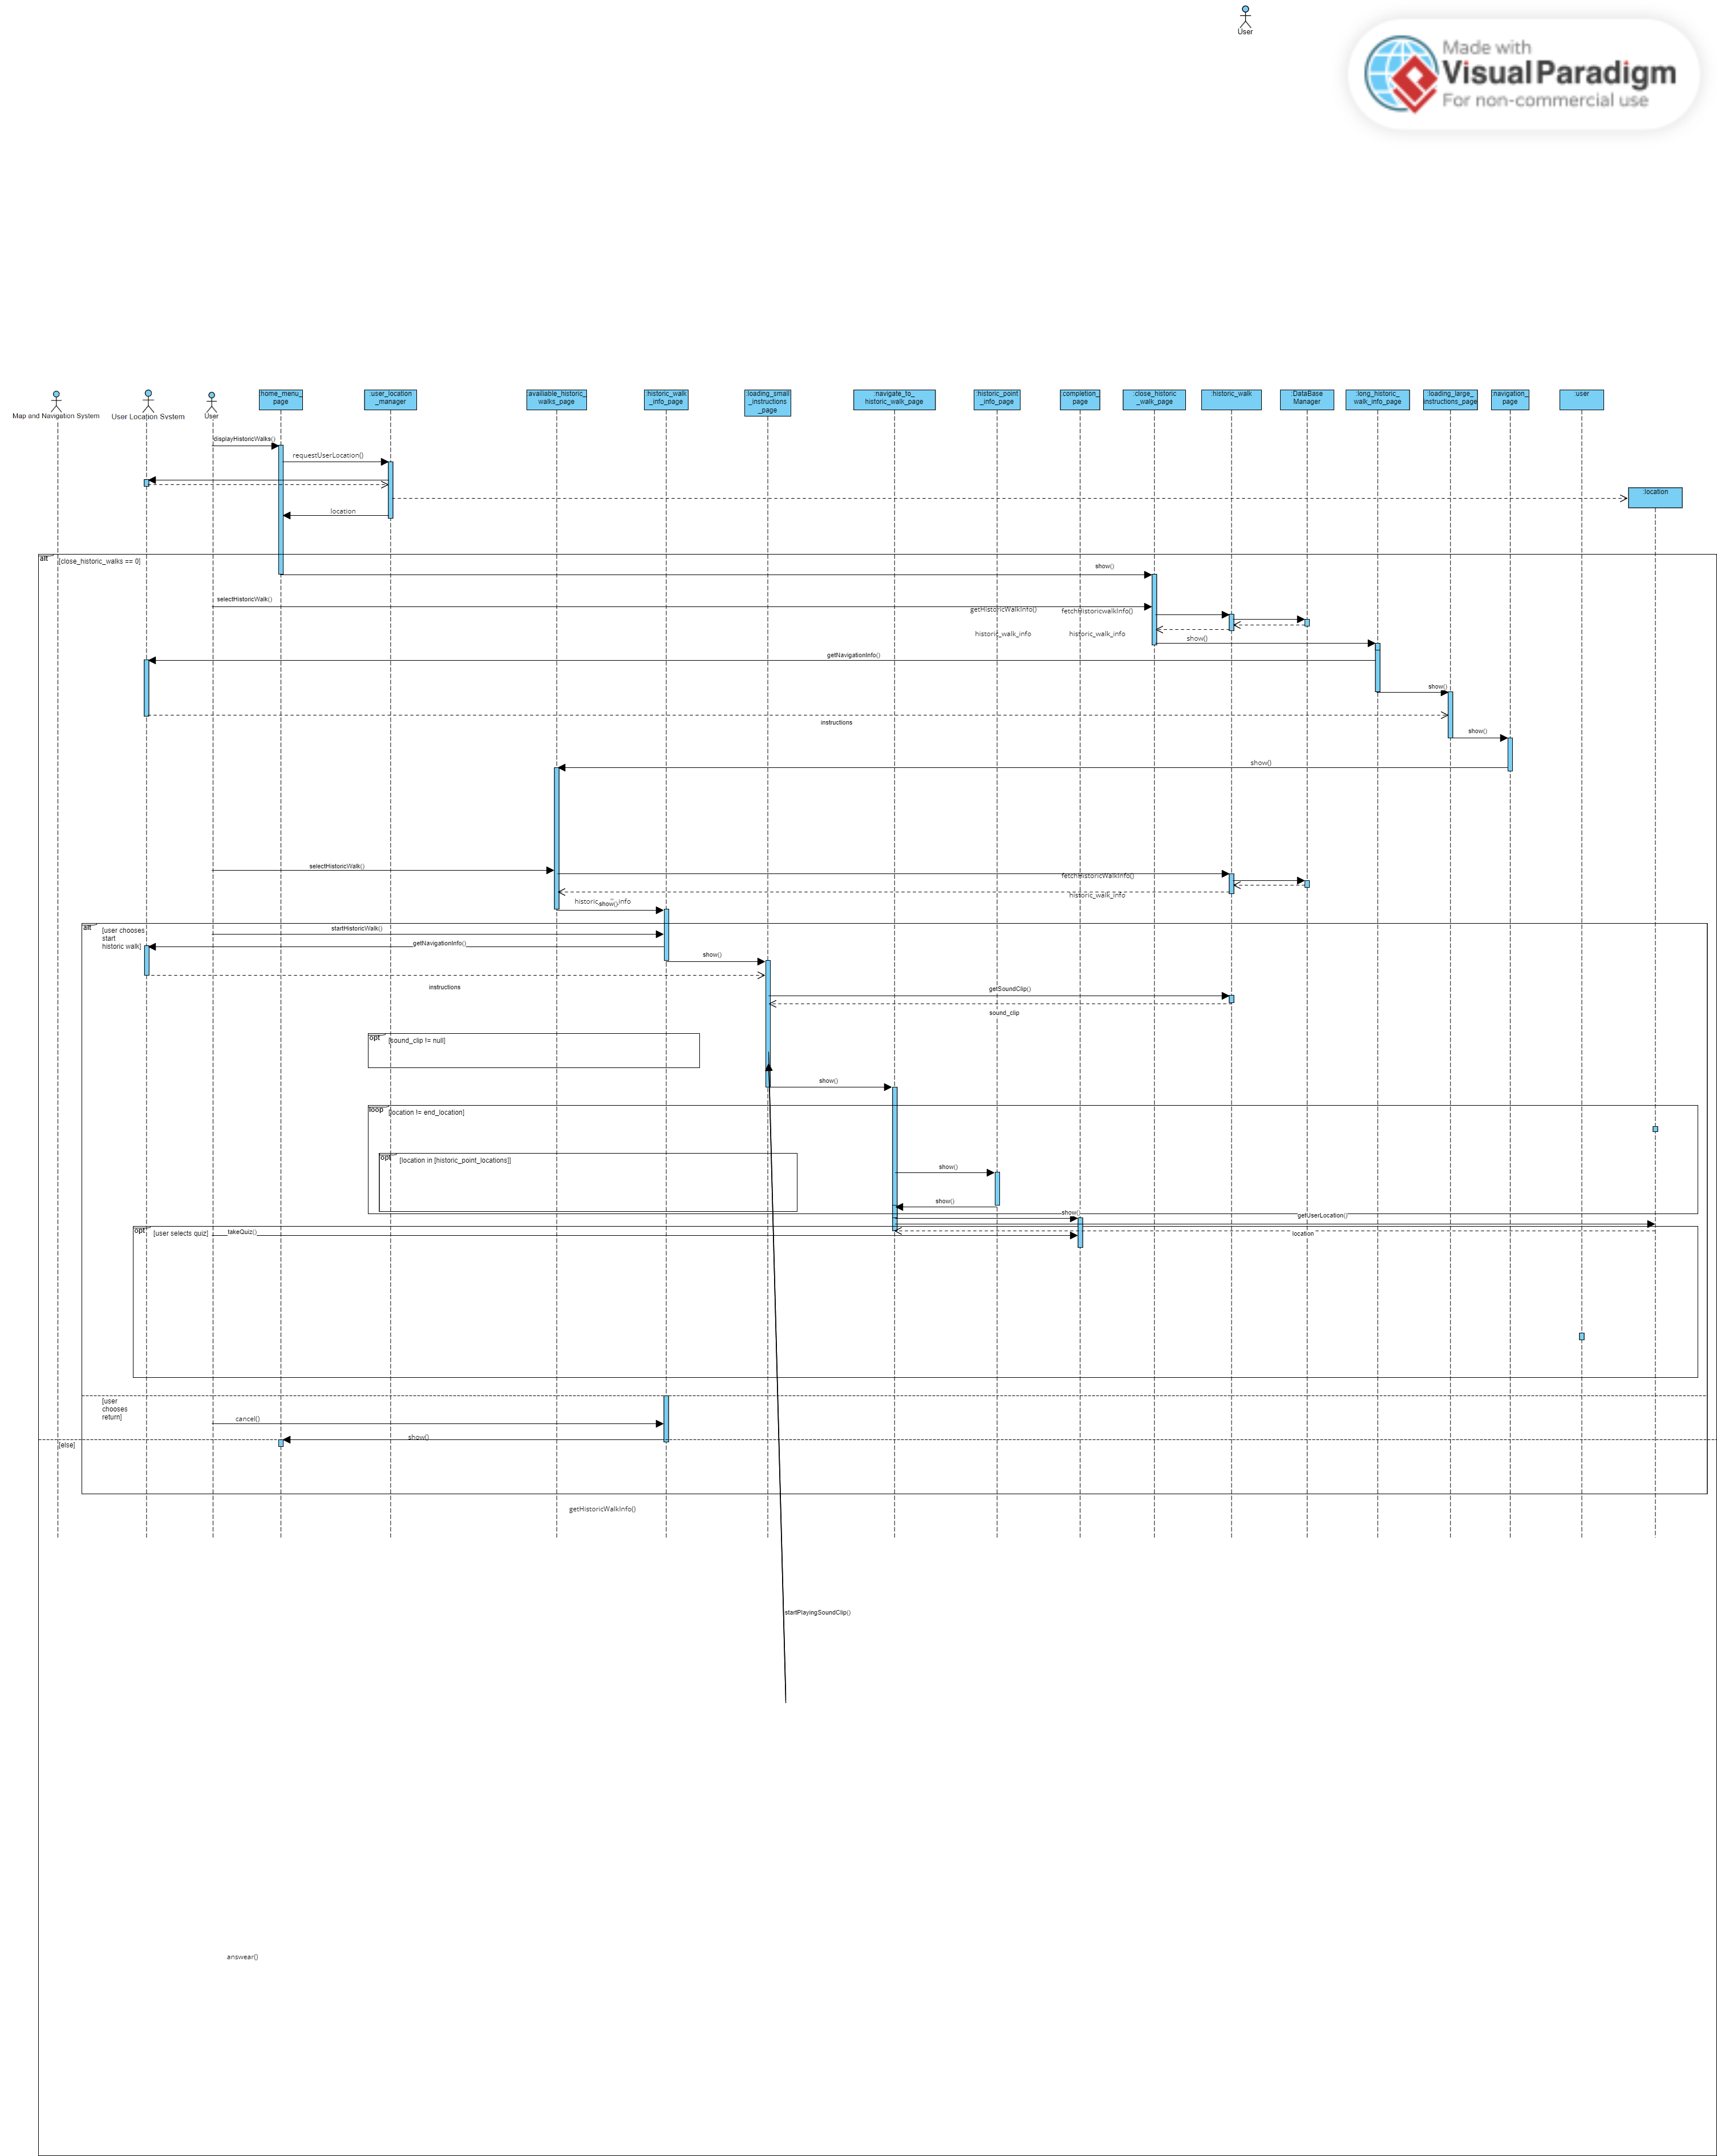 User
Made with
Visual Paradigm
For non-commercial use
Map and Navigation System
User Location System
User
home_menu_
page
:user_location
_manager
:availiable_historic_
walks_page
:historic_walk
_info_page
:loading_small
_instructions
_page
:navigate_to_
historic_walk_page
:historic_point
_info_page
:completion_
page
:close_historic
_walk_page
:historic_walk
:DataBase
Manager
:long_historic_
walk_info_page
:loading_large_
instructions_page
navigation_
page
:user
displayHistoricWalks()
requestUserLocation()
:location
location
alt
[close_historic_walks == 0]
show()
selectHistoricWalk()
getHistoricWalkInfo()
fetchHistoricwalkInfo()
historic_walk_info
historic_walk_info
show()
getNavigationInfo()
show()
instructions
show()
show()
selectHistoricWalk()
fetchHistoricWalkInfo()
historic_walk_info
show()
alt
[user chooses
start
historic walk]
startHistoricWalk()
getNavigationInfo()
show()
instructions
getSoundClip()
sound_clip
opt
[sound_clip != null]
show()
loop
[location != end_location]
opt
[location in [historic_point_locations]]
show()
show()
show()
getUserLocation()
opt
[user selects quiz]
takeQuiz()
location
[user
chooses
return]
cancel()
show()
[else]
getHistoricWalkInfo()
startPlayingSoundClip()
answear()